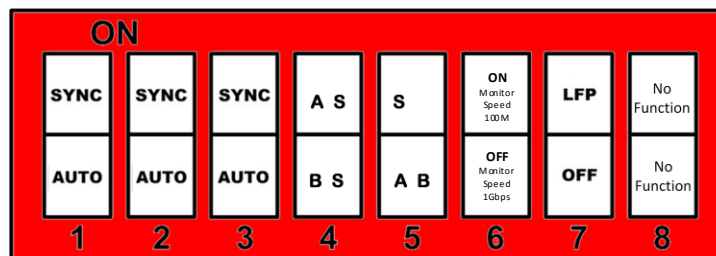 ON
SYNC SYNC SYNC A S S ON Monitor Speed 100M LFP No Function
AUTO AUTO AUTO B S A B OFF Monitor Speed 1Gbps OFF No Function
1 2 3 4 5 6 7 8